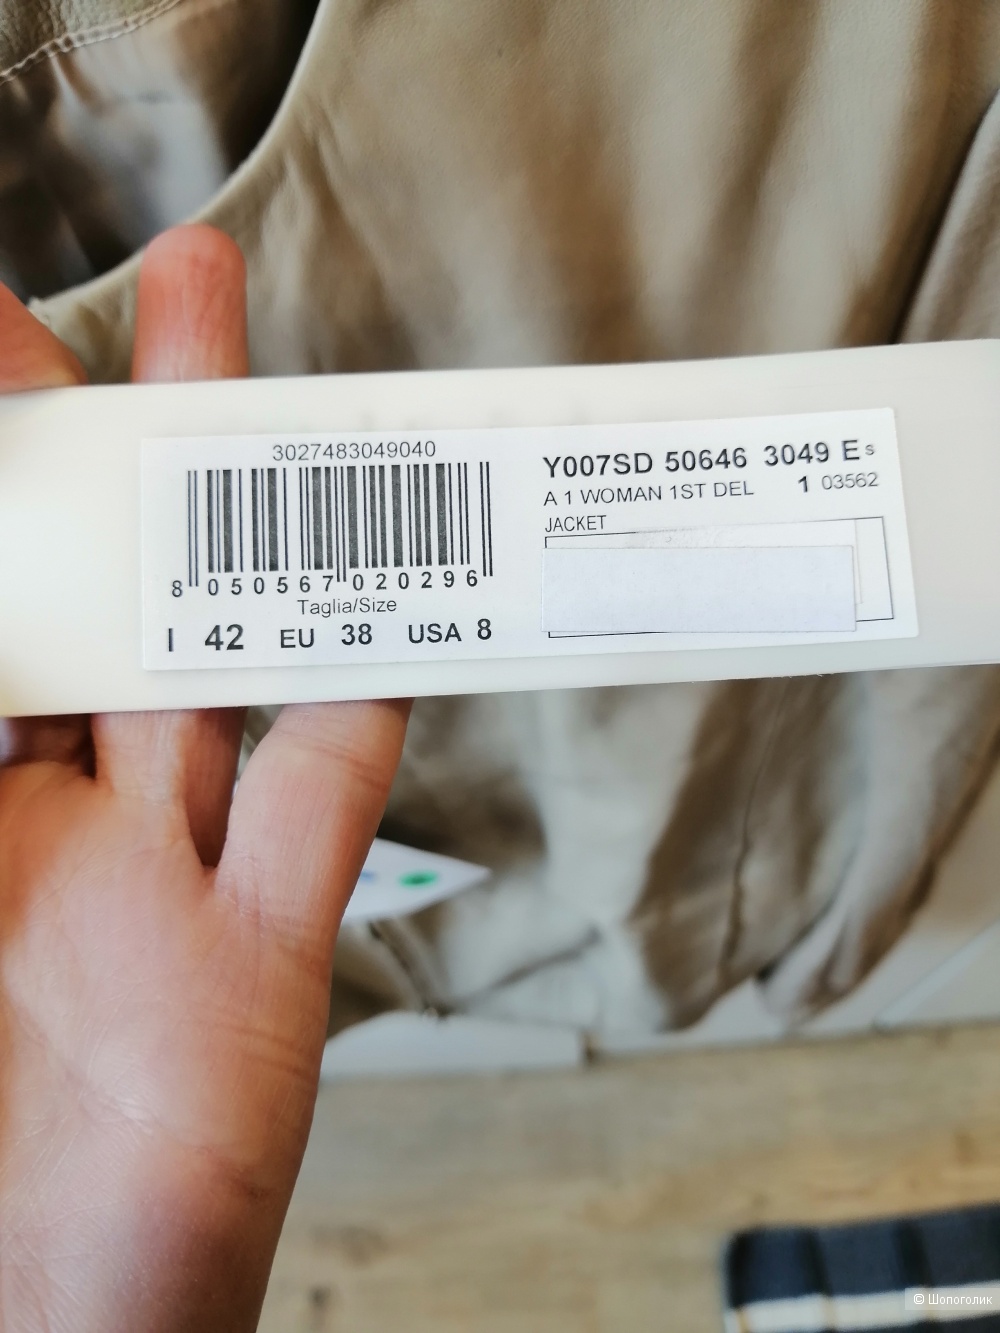 3027483049040
8 050567 020296
Taglia/Size
I 42 EU 38 USA 8
Y007SD 50646 3049 E s
A 1 WOMAN 1ST DEL 1 03562
JACKET
© Шопоголик